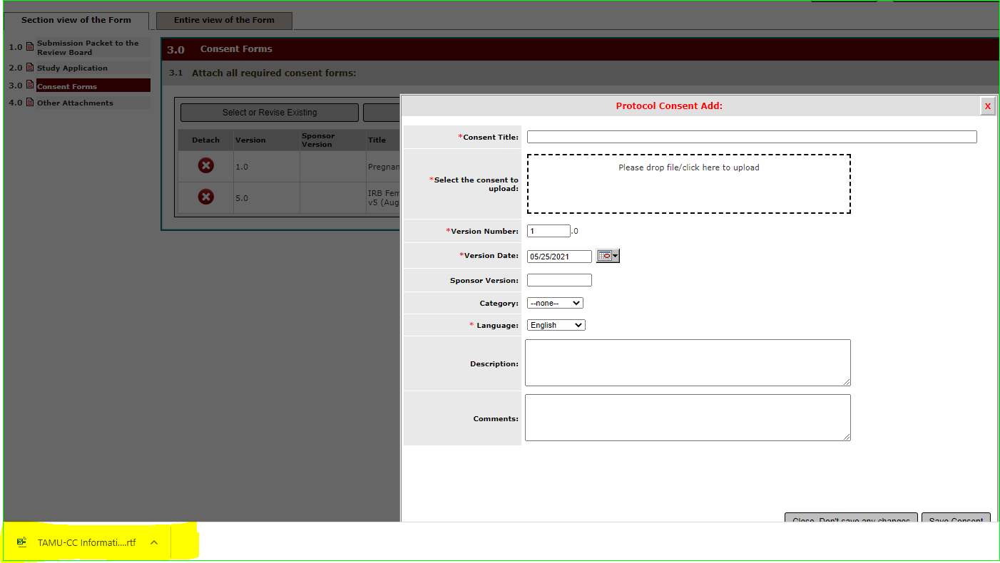 Section view of the Form
Entire view of the Form
1.0 Submission Packet to the
Review Board
2.0 Study Application
3.0 Consent Forms
4.0 Other Attachments
3.0 Consent Forms
3.1 Attach all required consent forms:
Select or Revise Existing
Detach Version Sponsor
Version Title
1.0 Pregnan
5.0 IRB Fem
v5 (Aug
Protocol Consent Add:
X
*Consent Title:
*Select the consent to
upload:
Please drop file/click here to upload
*Version Number: 1 .0
*Version Date: 05/25/2021
Sponsor Version:
Category: --none--
* Language: English
Description:
Comments:
Close, Don't save any changes Save Consent
TAMU-CC Informati....rtf